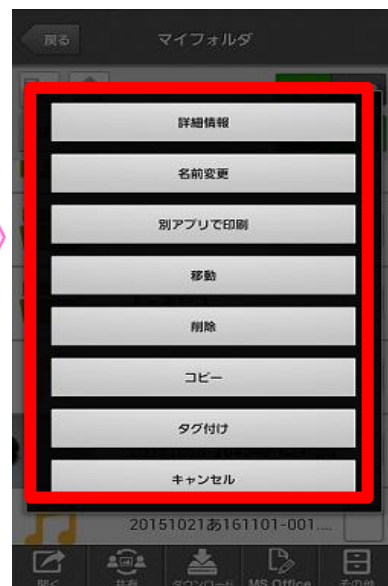 戻る
マイフォルダ
詳細情報
名前変更
別アプリで印刷
移動
削除
コピー
タグ付け
キャンセル
20151021あ161101-001....
開く
共有
ダウンロード
MS Office
その他